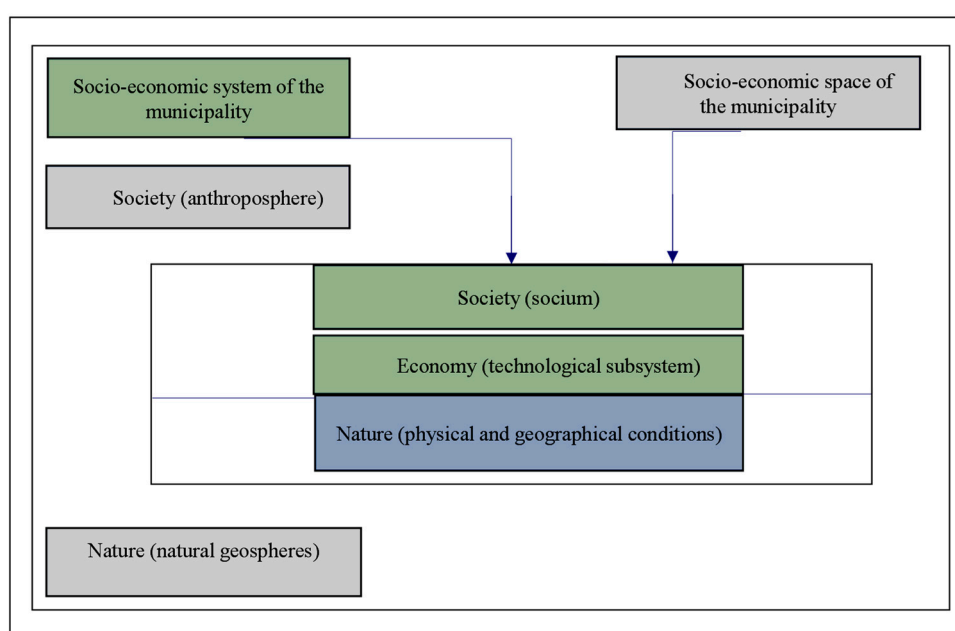 Socio-economic system of the
municipality
Socio-economic space of
the municipality
Society (anthroposphere)
Society (socium)
Economy (technological subsystem)
Nature (physical and geographical conditions)
Nature (natural geospheres)